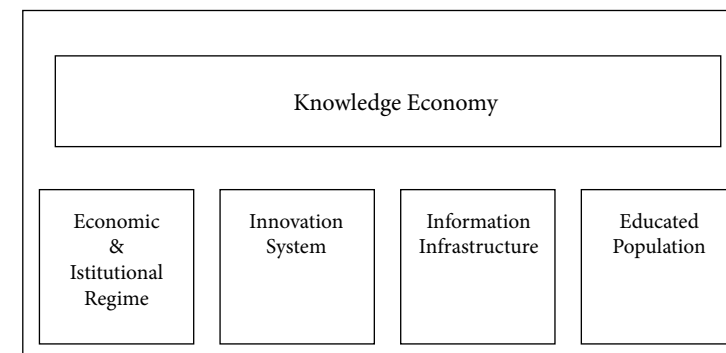 Knowledge Economy
Economic
&
Istitutional
Regime
Innovation
System
Information
Infrastructure
Educated
Population